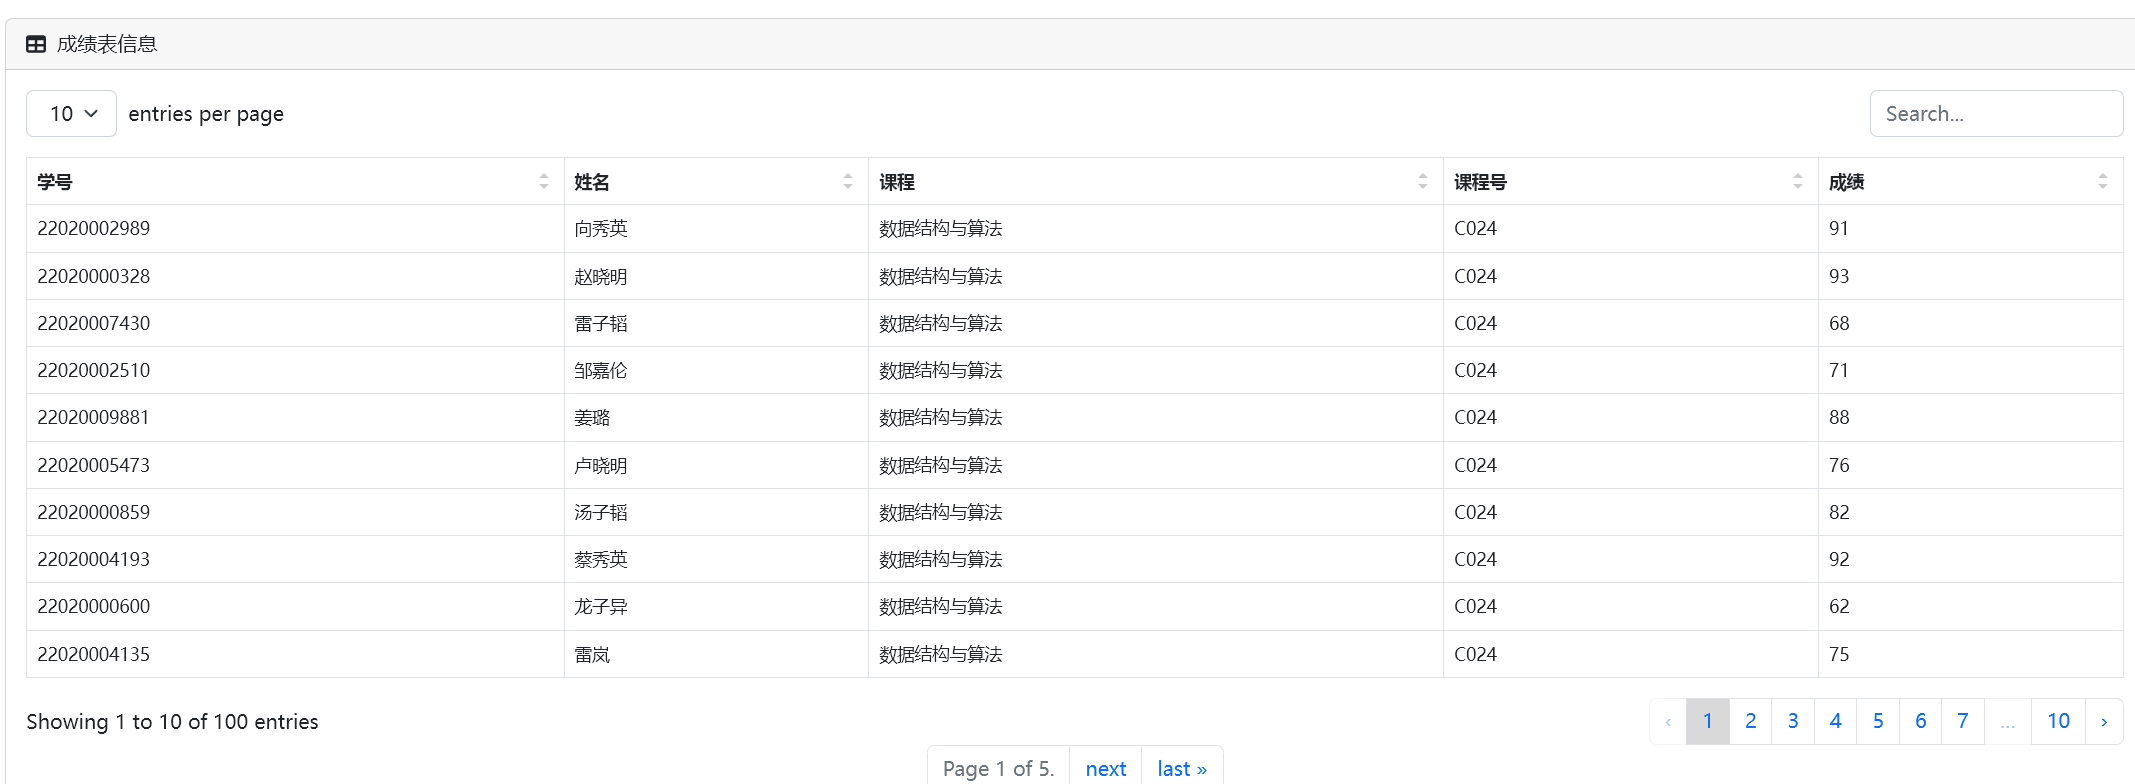 成绩表信息
10 entries per page Search...
学号 姓名 课程 课程号 成绩
22020002989 向秀英 数据结构与算法 C024 91
22020000328 赵晓明 数据结构与算法 C024 93
22020007430 雷子韬 数据结构与算法 C024 68
22020002510 邹嘉伦 数据结构与算法 C024 71
22020009881 姜璐 数据结构与算法 C024 88
22020005473 卢晓明 数据结构与算法 C024 76
22020000859 汤子韬 数据结构与算法 C024 82
22020004193 蔡秀英 数据结构与算法 C024 92
22020000600 龙子异 数据结构与算法 C024 62
22020004135 雷岚 数据结构与算法 C024 75
Showing 1 to 10 of 100 entries ‹ 1 2 3 4 5 6 7 ... 10 ›
Page 1 of 5. next last »